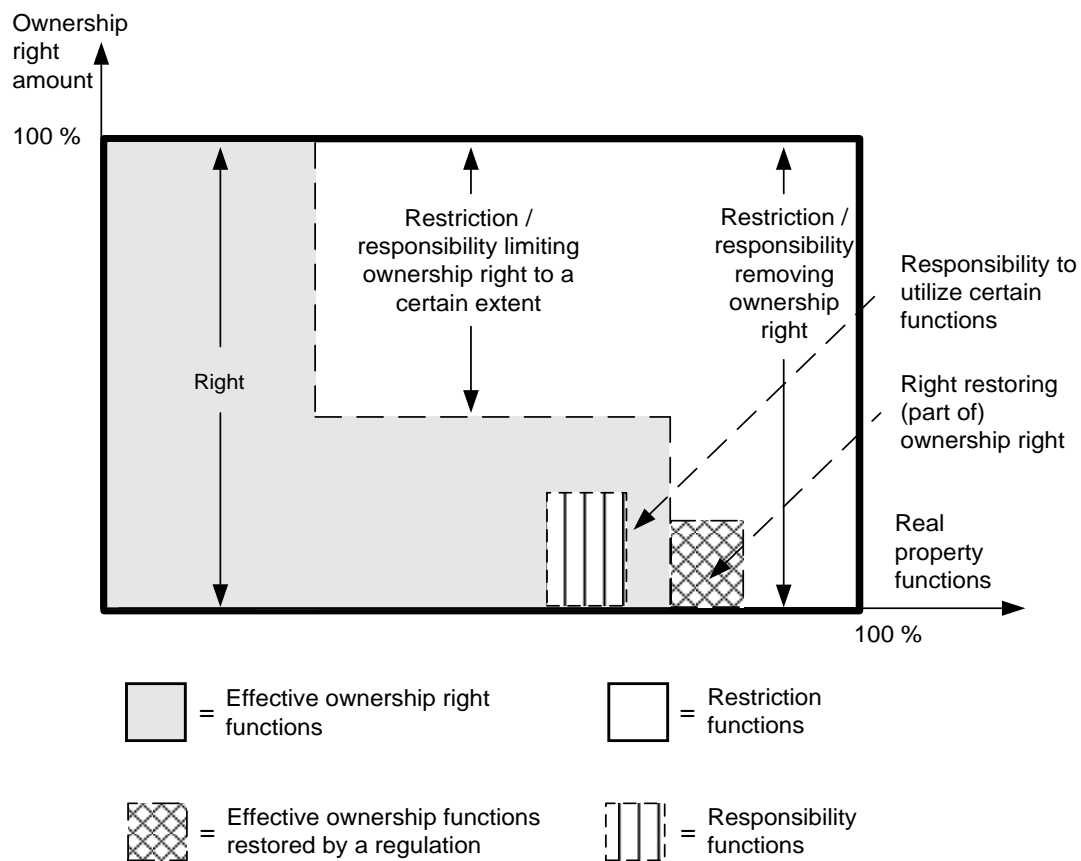 Ownership
right
amount
100 %
Restriction /
responsibility limiting
ownership right to a
certain extent
Restriction /
responsibility
removing
ownership
right
Responsibility to
utilize certain
functions
Right
Right restoring
(part of)
ownership right
Real
property
functions
100 %
= Effective ownership right
functions
= Restriction
functions
= Effective ownership functions
restored by a regulation
= Responsibility
functions